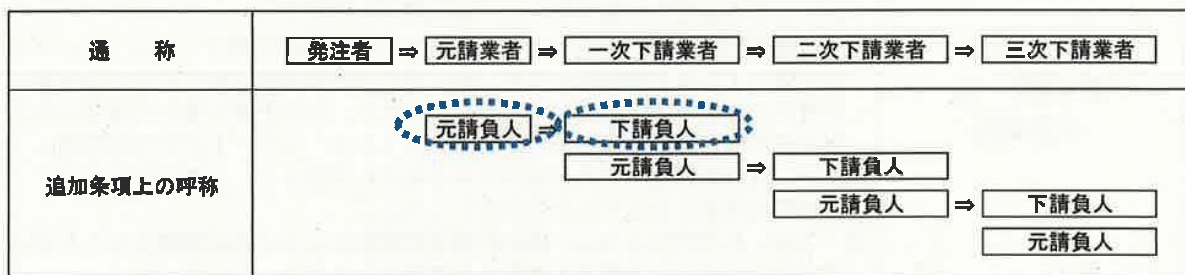 通 称 発注者 ⇒ 元請業者 ⇒ 一次下請業者 ⇒ 二次下請業者 ⇒ 三次下請業者
元請負人 ⇒ 下請負人
元請負人 ⇒ 下請負人
追加条項上の呼称
元請負人 ⇒ 下請負人
元請負人